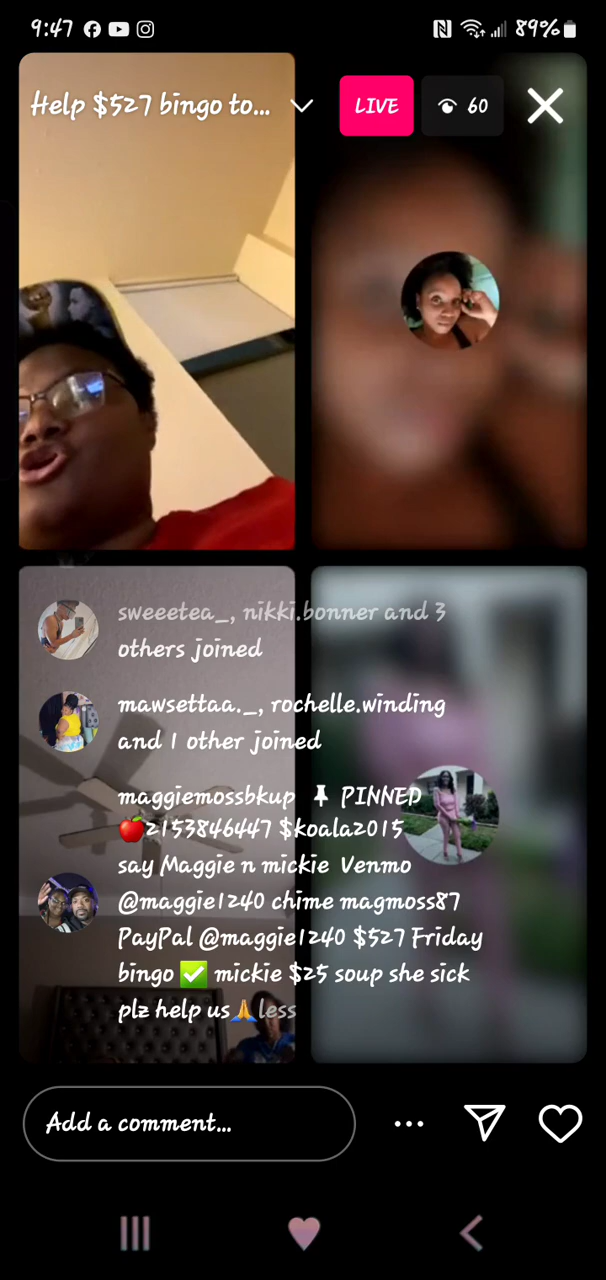 9:47
89%
Help $527 bingo to...
LIVE
60
sweeetea_, nikki.bonner and 3
others joined
mawsettaa._, rochelle.winding
and 1 other joined
maggiemossbkup 📌 PINNED
🍎2153846447 $koala2015
say Maggie n mickie Venmo
@maggie1240 chime magmoss87
PayPal @maggie1240 $527 Friday
bingo ✅ mickie $25 soup she sick
plz help us🙏less
Add a comment...